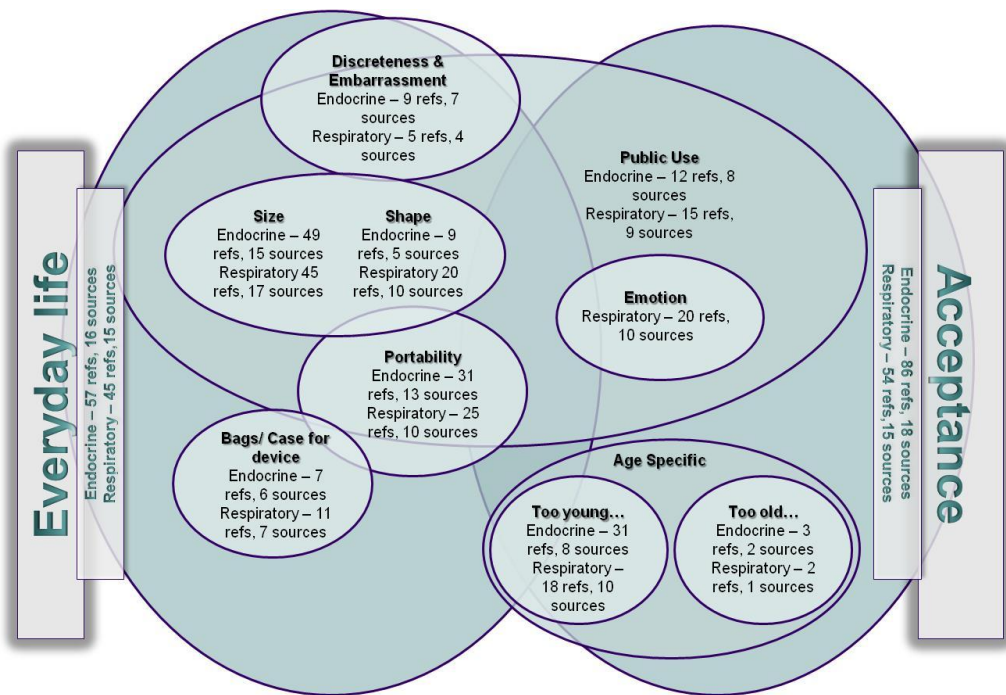 Everyday life
Endocrine – 57 refs, 16 sources
Respiratory – 45 refs,15 sources
Discreteness &
Embarrassment
Endocrine – 9 refs, 7
sources
Respiratory – 5 refs, 4
sources
Size
Endocrine – 49
refs, 15 sources
Respiratory 45
refs, 17 sources
Shape
Endocrine – 9
refs, 5 sources
Respiratory 20
refs, 10 sources
Public Use
Endocrine – 12 refs, 8
sources
Respiratory – 15 refs,
9 sources
Emotion
Respiratory – 20 refs,
10 sources
Portability
Endocrine – 31
refs, 13 sources
Respiratory – 25
refs, 10 sources
Bags/ Case for
device
Endocrine – 7
refs, 6 sources
Respiratory – 11
refs, 7 sources
Age Specific
Too young...
Endocrine – 31
refs, 8 sources
Respiratory –
18 refs, 10
sources
Too old...
Endocrine – 3
refs, 2 sources
Respiratory – 2
refs, 1 sources
Acceptance
Endocrine – 86 refs, 18 sources
Respiratory – 54 refs,15 sources